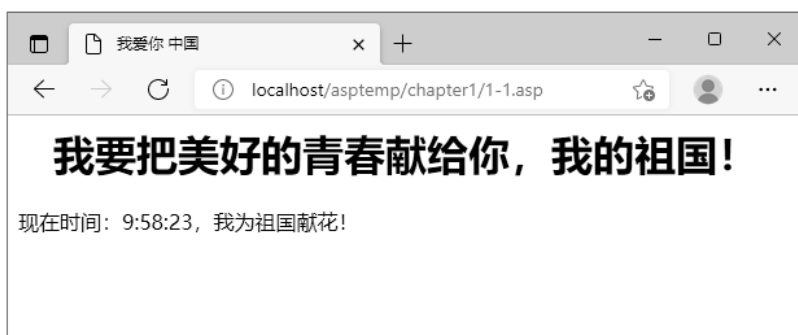 我爱你 中国
localhost/asptemp/chapter1/1-1.asp
我要把美好的青春献给你，我的祖国！
现在时间：9:58:23，我为祖国献花！